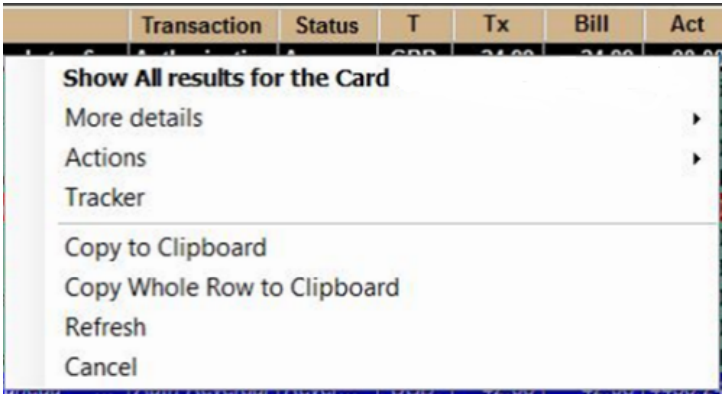 Transaction Status T Tx Bill Act
Show All results for the Card
More details
Actions
Tracker
Copy to Clipboard
Copy Whole Row to Clipboard
Refresh
Cancel